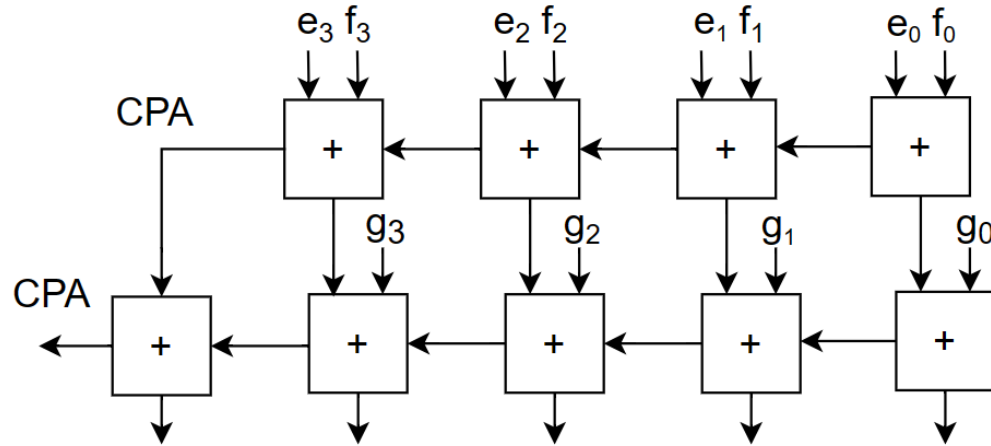 e₃ f₃ e₂ f₂ e₁ f₁ e₀ f₀
CPA
+ + + +
g₃ g₂ g₁ g₀
CPA
+ + + + +